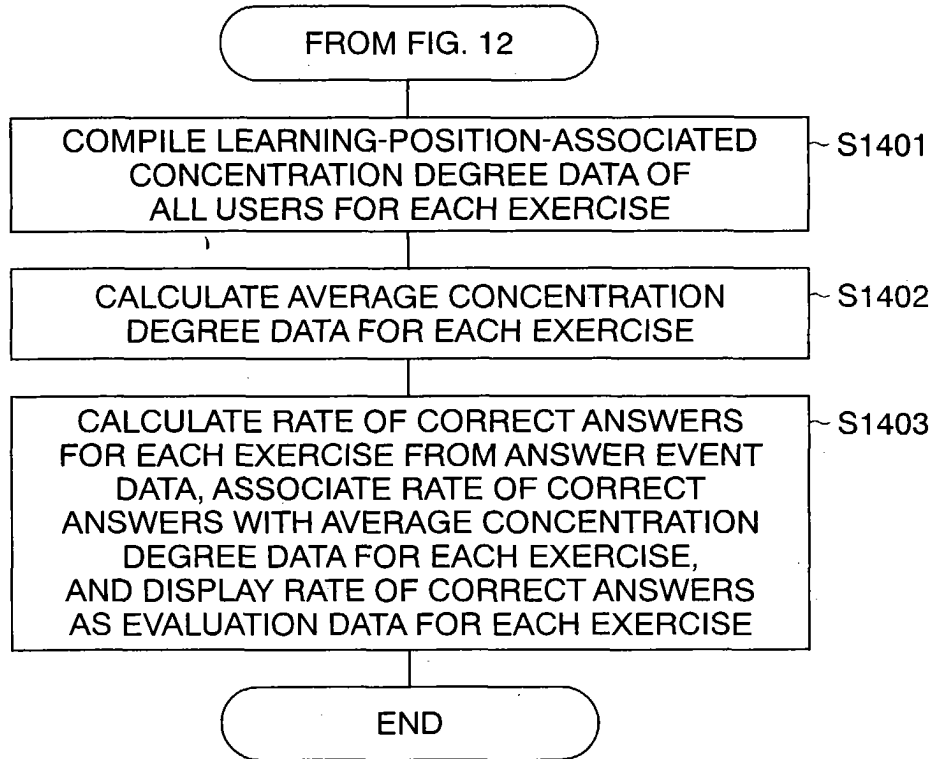 FROM FIG. 12
COMPILE LEARNING-POSITION-ASSOCIATED
CONCENTRATION DEGREE DATA OF
ALL USERS FOR EACH EXERCISE
~ S1401
CALCULATE AVERAGE CONCENTRATION
DEGREE DATA FOR EACH EXERCISE
~ S1402
CALCULATE RATE OF CORRECT ANSWERS
FOR EACH EXERCISE FROM ANSWER EVENT
DATA, ASSOCIATE RATE OF CORRECT
ANSWERS WITH AVERAGE CONCENTRATION
DEGREE DATA FOR EACH EXERCISE,
AND DISPLAY RATE OF CORRECT ANSWERS
AS EVALUATION DATA FOR EACH EXERCISE
~ S1403
END